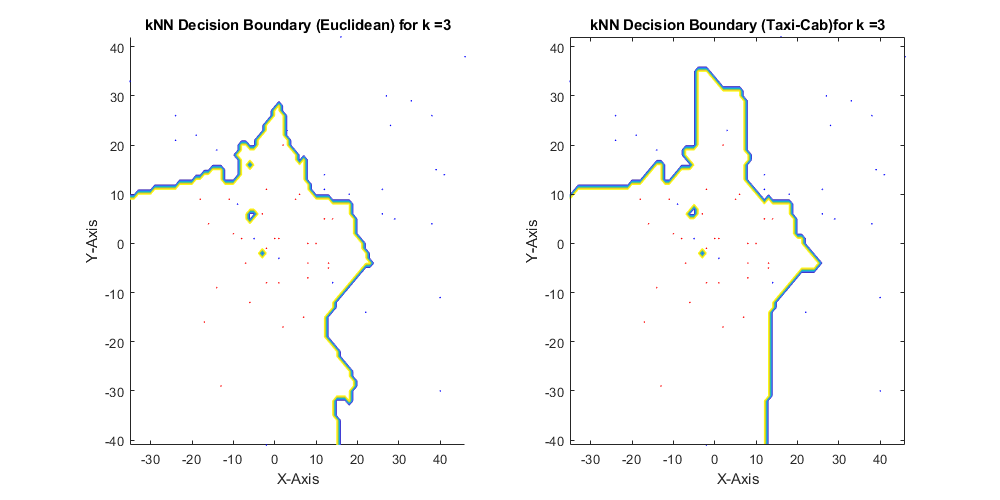 kNN Decision Boundary (Euclidean) for k =3
40
30
20
10
0
-10
-20
-30
-40
Y-Axis
-30 -20 -10 0 10 20 30 40
X-Axis
kNN Decision Boundary (Taxi-Cab)for k =3
40
30
20
10
0
-10
-20
-30
-40
Y-Axis
-30 -20 -10 0 10 20 30 40
X-Axis